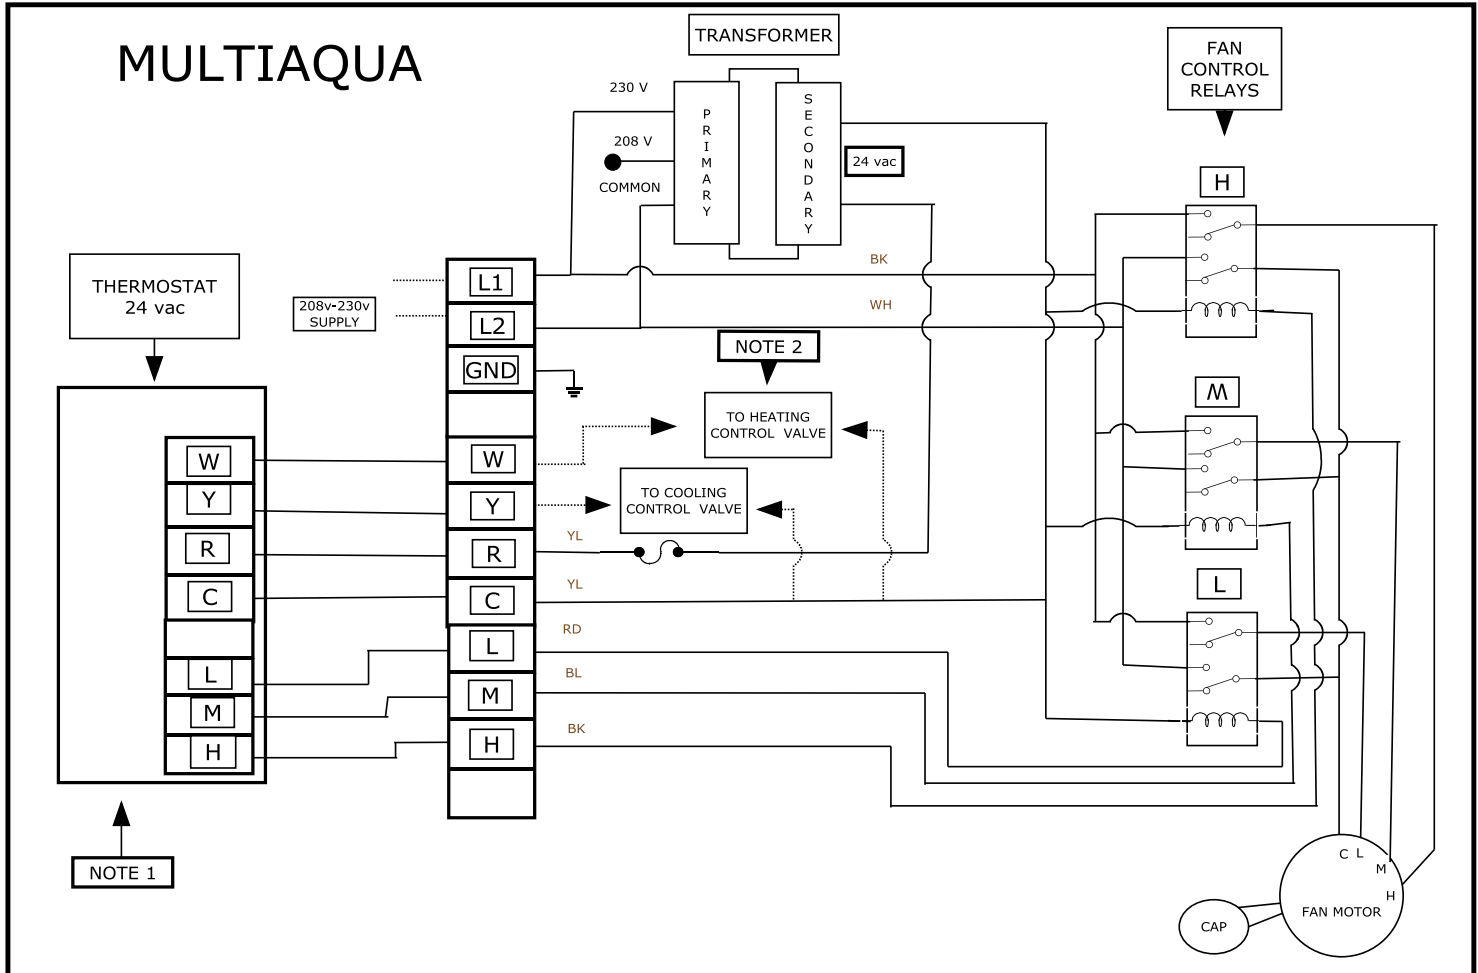 MULTIAQUA
TRANSFORMER
FAN
CONTROL
RELAYS
230 V
208 V
COMMON
PRIMARY
SECONDARY
24 vac
H
THERMOSTAT
24 vac
208v-230v
SUPPLY
L1
L2
GND
BK
WH
NOTE 2
TO HEATING
CONTROL VALVE
TO COOLING
CONTROL VALVE
M
L
W
Y
R
C
L
M
H
W
Y
R
C
L
M
H
YL
YL
RD
BL
BK
NOTE 1
C L
M
H
FAN MOTOR
CAP